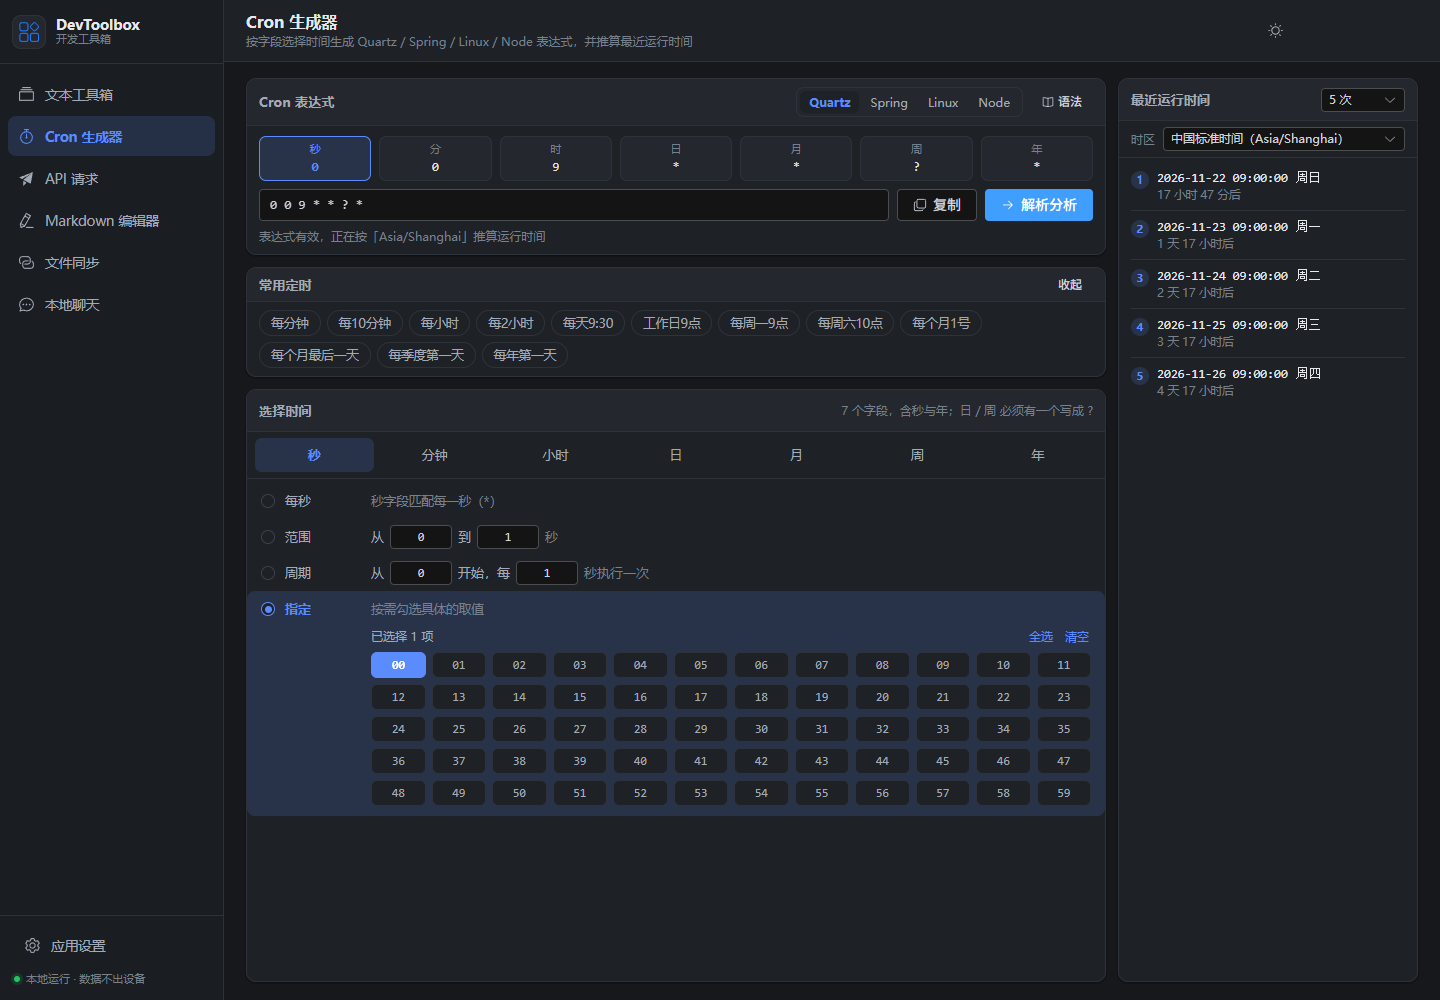 DevToolbox
开发工具箱
文本工具箱
Cron 生成器
API 请求
Markdown 编辑器
文件同步
本地聊天
应用设置
本地运行 · 数据不出设备
Cron 生成器
按字段选择时间生成 Quartz / Spring / Linux / Node 表达式，并推算最近运行时间
Cron 表达式
Quartz Spring Linux Node 语法
秒 分 时 日 月 周 年
0 0 9 * * ? *
0 0 9 * * ? *
复制
解析分析
表达式有效，正在按「Asia/Shanghai」推算运行时间
常用定时 收起
每分钟 每10分钟 每小时 每2小时 每天9:30 工作日9点 每周一9点 每周六10点 每个月1号
每个月最后一天 每季度第一天 每年第一天
选择时间 7 个字段，含秒与年；日 / 周 必须有一个写成 ?
秒 分钟 小时 日 月 周 年
每秒 秒字段匹配每一秒（*）
范围 从 0 到 1 秒
周期 从 0 开始，每 1 秒执行一次
指定 按需勾选具体的取值
已选择 1 项 全选 清空
00 01 02 03 04 05 06 07 08 09 10 11
12 13 14 15 16 17 18 19 20 21 22 23
24 25 26 27 28 29 30 31 32 33 34 35
36 37 38 39 40 41 42 43 44 45 46 47
48 49 50 51 52 53 54 55 56 57 58 59
最近运行时间 5 次
时区 中国标准时间（Asia/Shanghai）
1 2026-11-22 09:00:00 周日
17 小时 47 分后
2 2026-11-23 09:00:00 周一
1 天 17 小时后
3 2026-11-24 09:00:00 周二
2 天 17 小时后
4 2026-11-25 09:00:00 周三
3 天 17 小时后
5 2026-11-26 09:00:00 周四
4 天 17 小时后